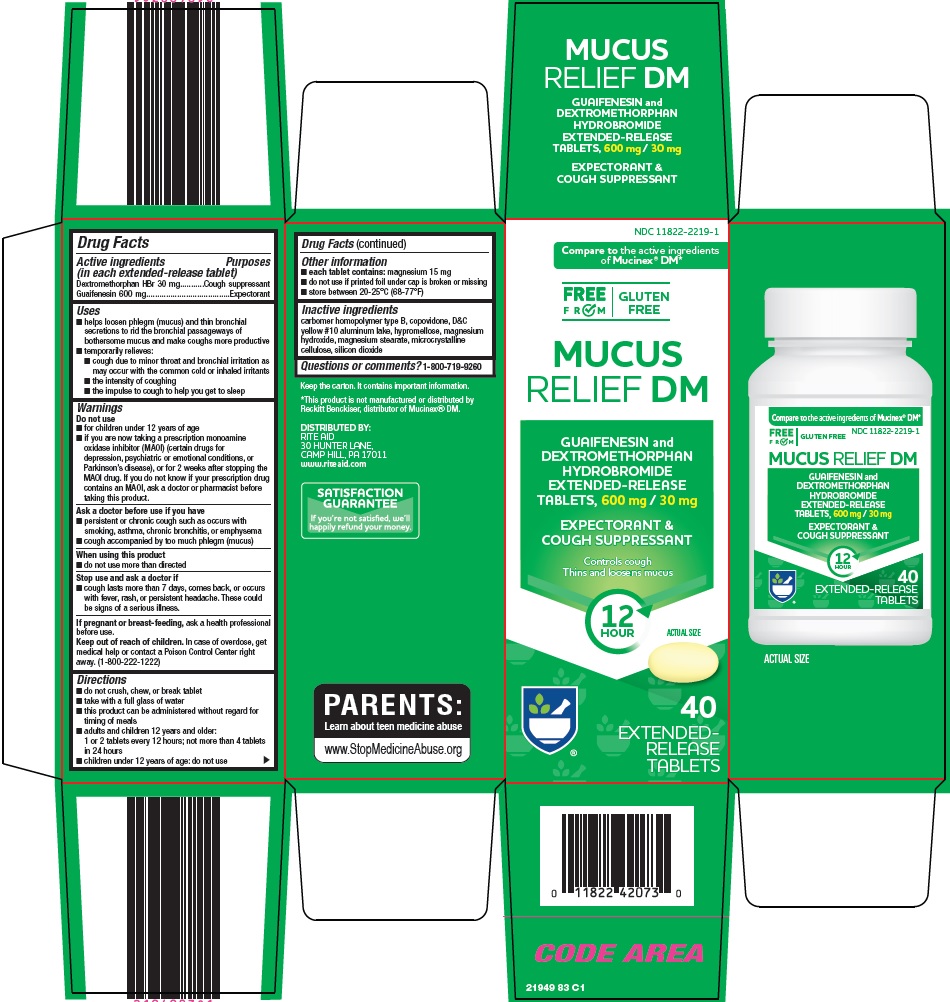 Drug Facts
Active ingredients Purposes
(in each extended-release tablet)
Dextromethorphan HBr 30 mg..........Cough suppressant
Guaifenesin 600 mg...................................Expectorant
Uses
■ helps loosen phlegm (mucus) and thin bronchial
secretions to rid the bronchial passageways of
bothersome mucus and make coughs more productive
■ temporarily relieves:
■ cough due to minor throat and bronchial irritation as
may occur with the common cold or inhaled irritants
■ the intensity of coughing
■ the impulse to cough to help you get to sleep
Warnings
Do not use
■ for children under 12 years of age
■ if you are now taking a prescription monoamine
oxidase inhibitor (MAOI) (certain drugs for
depression, psychiatric or emotional conditions, or
Parkinson's disease), or for 2 weeks after stopping the
MAOI drug. If you do not know if your prescription drug
contains an MAOI, ask a doctor or pharmacist before
taking this product.
Ask a doctor before use if you have
■ persistent or chronic cough such as occurs with
smoking, asthma, chronic bronchitis, or emphysema
■ cough accompanied by too much phlegm (mucus)
When using this product
■ do not use more than directed
Stop use and ask a doctor if
■ cough lasts more than 7 days, comes back, or occurs
with fever, rash, or persistent headache. These could
be signs of a serious illness.
If pregnant or breast-feeding, ask a health professional
before use.
Keep out of reach of children. In case of overdose, get
medical help or contact a Poison Control Center right
away. (1-800-222-1222)
Directions
■ do not crush, chew, or break tablet
■ take with a full glass of water
■ this product can be administered without regard for
timing of meals
■ adults and children 12 years and older:
1 or 2 tablets every 12 hours; not more than 4 tablets
in 24 hours
■ children under 12 years of age: do not use
Drug Facts (continued)
Other information
■ each tablet contains: magnesium 15 mg
■ do not use if printed foil under cap is broken or missing
■ store between 20-25°C (68-77°F)
Inactive ingredients
carbomer homopolymer type B, copovidone, D&C
yellow #10 aluminum lake, hypromellose, magnesium
hydroxide, magnesium stearate, microcrystalline
cellulose, silicon dioxide
Questions or comments? 1-800-719-9260
Keep the carton. It contains important information.
*This product is not manufactured or distributed by
Reckitt Benckiser, distributor of Mucinex® DM.
DISTRIBUTED BY:
RITE AID
30 HUNTER LANE,
CAMP HILL, PA 17011
www.riteaid.com
SATISFACTION
GUARANTEE
If you're not satisfied, we'll
happily refund your money.
PARENTS:
Learn about teen medicine abuse
www.StopMedicineAbuse.org
MUCUS
RELIEF DM
GUAIFENESIN and
DEXTROMETHORPHAN
HYDROBROMIDE
EXTENDED-RELEASE
TABLETS, 600 mg / 30 mg
EXPECTORANT &
COUGH SUPPRESSANT
NDC 11822-2219-1
Compare to the active ingredients
of Mucinex® DM*
FREE
FROM
GLUTEN
FREE
MUCUS
RELIEF DM
GUAIFENESIN and
DEXTROMETHORPHAN
HYDROBROMIDE
EXTENDED-RELEASE
TABLETS, 600 mg / 30 mg
EXPECTORANT &
COUGH SUPPRESSANT
Controls cough
Thins and loosens mucus
12
HOUR
ACTUAL SIZE
®
40
EXTENDED-
RELEASE
TABLETS
0 11822 42073 0
CODE AREA
21949 83 C1
Compare to the active ingredients of Mucinex® DM*
FREE
FROM
GLUTEN FREE
NDC 11822-2219-1
MUCUS RELIEF DM
GUAIFENESIN and
DEXTROMETHORPHAN
HYDROBROMIDE
EXTENDED-RELEASE
TABLETS, 600 mg / 30 mg
EXPECTORANT &
COUGH SUPPRESSANT
12
HOUR
40
EXTENDED-RELEASE
TABLETS
ACTUAL SIZE